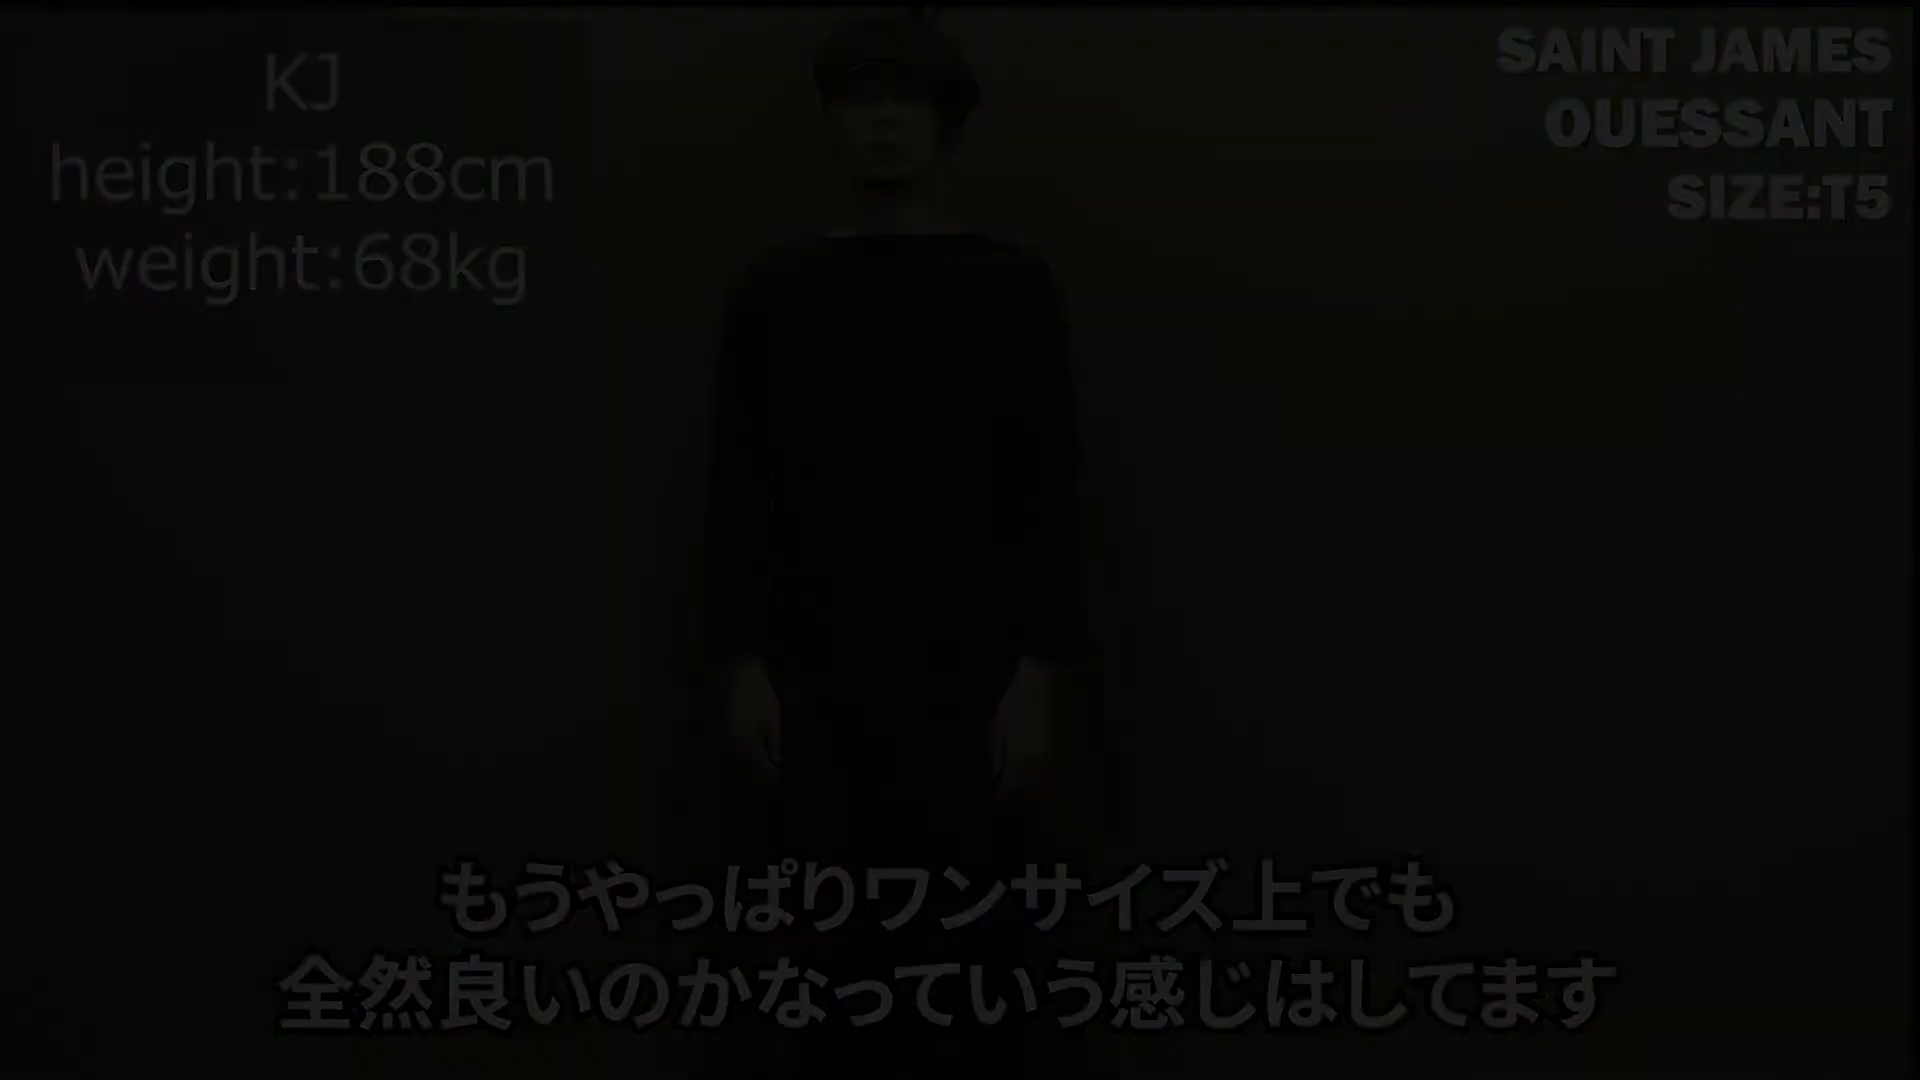 KJ
height:188cm
weight:68kg
SAINT JAMES
OUESSANT
SIZE:T5
もうやっぱりワンサイズ上でも
全然良いのかなっていう感じはしてます